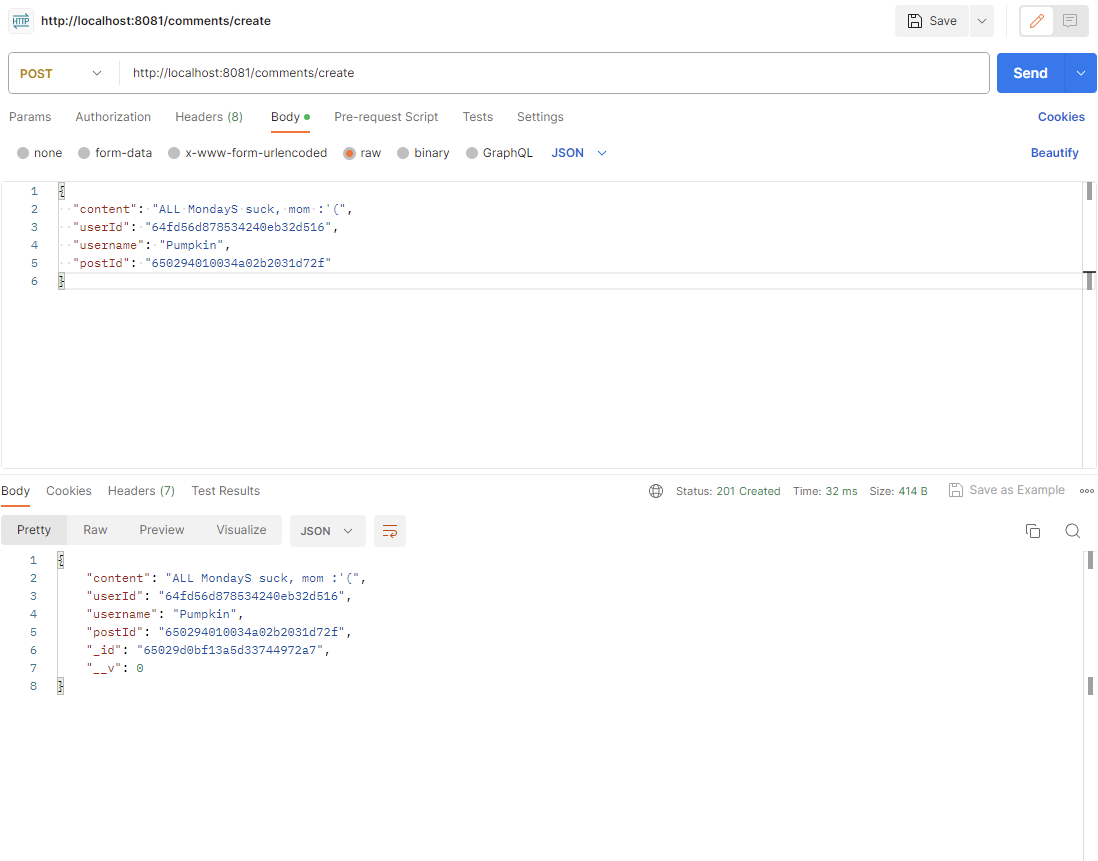 HTTP http://localhost:8081/comments/create Save
POST http://localhost:8081/comments/create Send
Params Authorization Headers (8) Body Pre-request Script Tests Settings Cookies
none form-data x-www-form-urlencoded raw binary GraphQL JSON Beautify
1 {
2 "content": "ALL MondayS suck, mom :'(",
3 "userId": "64fd56d878534240eb32d516",
4 "username": "Pumpkin",
5 "postId": "650294010034a02b2031d72f"
6 }
Body Cookies Headers (7) Test Results Status: 201 Created Time: 32 ms Size: 414 B Save as Example
Pretty Raw Preview Visualize JSON
1 {
2 "content": "ALL MondayS suck, mom :'(",
3 "userId": "64fd56d878534240eb32d516",
4 "username": "Pumpkin",
5 "postId": "650294010034a02b2031d72f",
6 "_id": "65029d0bf13a5d33744972a7",
7 "__v": 0
8 }